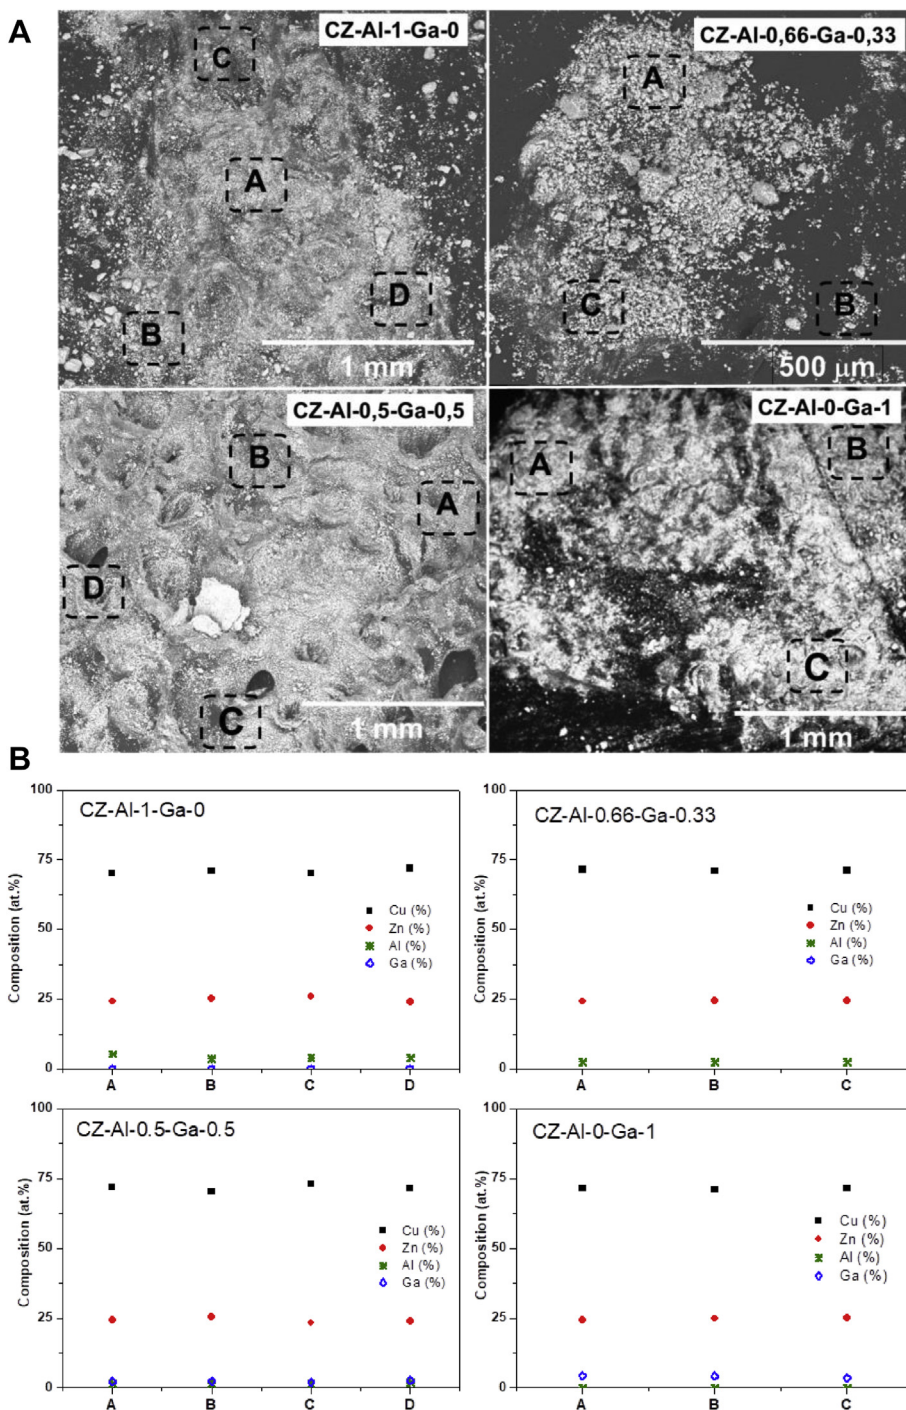 A
CZ-Al-1-Ga-0
C
A
D
B
1 mm
CZ-Al-0,66-Ga-0,33
A
C
B
500 μm
CZ-Al-0,5-Ga-0,5
B
A
D
C
1 mm
CZ-Al-0-Ga-1
A
B
C
1 mm
B
CZ-Al-1-Ga-0
Composition (at.%)
100
75
50
25
0
Cu (%)
Zn (%)
Al (%)
Ga (%)
A B C D
CZ-Al-0.66-Ga-0.33
Composition (at.%)
100
75
50
25
0
Cu (%)
Zn (%)
Al (%)
Ga (%)
A B C
CZ-Al-0.5-Ga-0.5
Composition (at.%)
100
75
50
25
0
Cu (%)
Zn (%)
Al (%)
Ga (%)
A B C D
CZ-Al-0-Ga-1
Composition (at.%)
100
75
50
25
0
Cu (%)
Zn (%)
Al (%)
Ga (%)
A B C